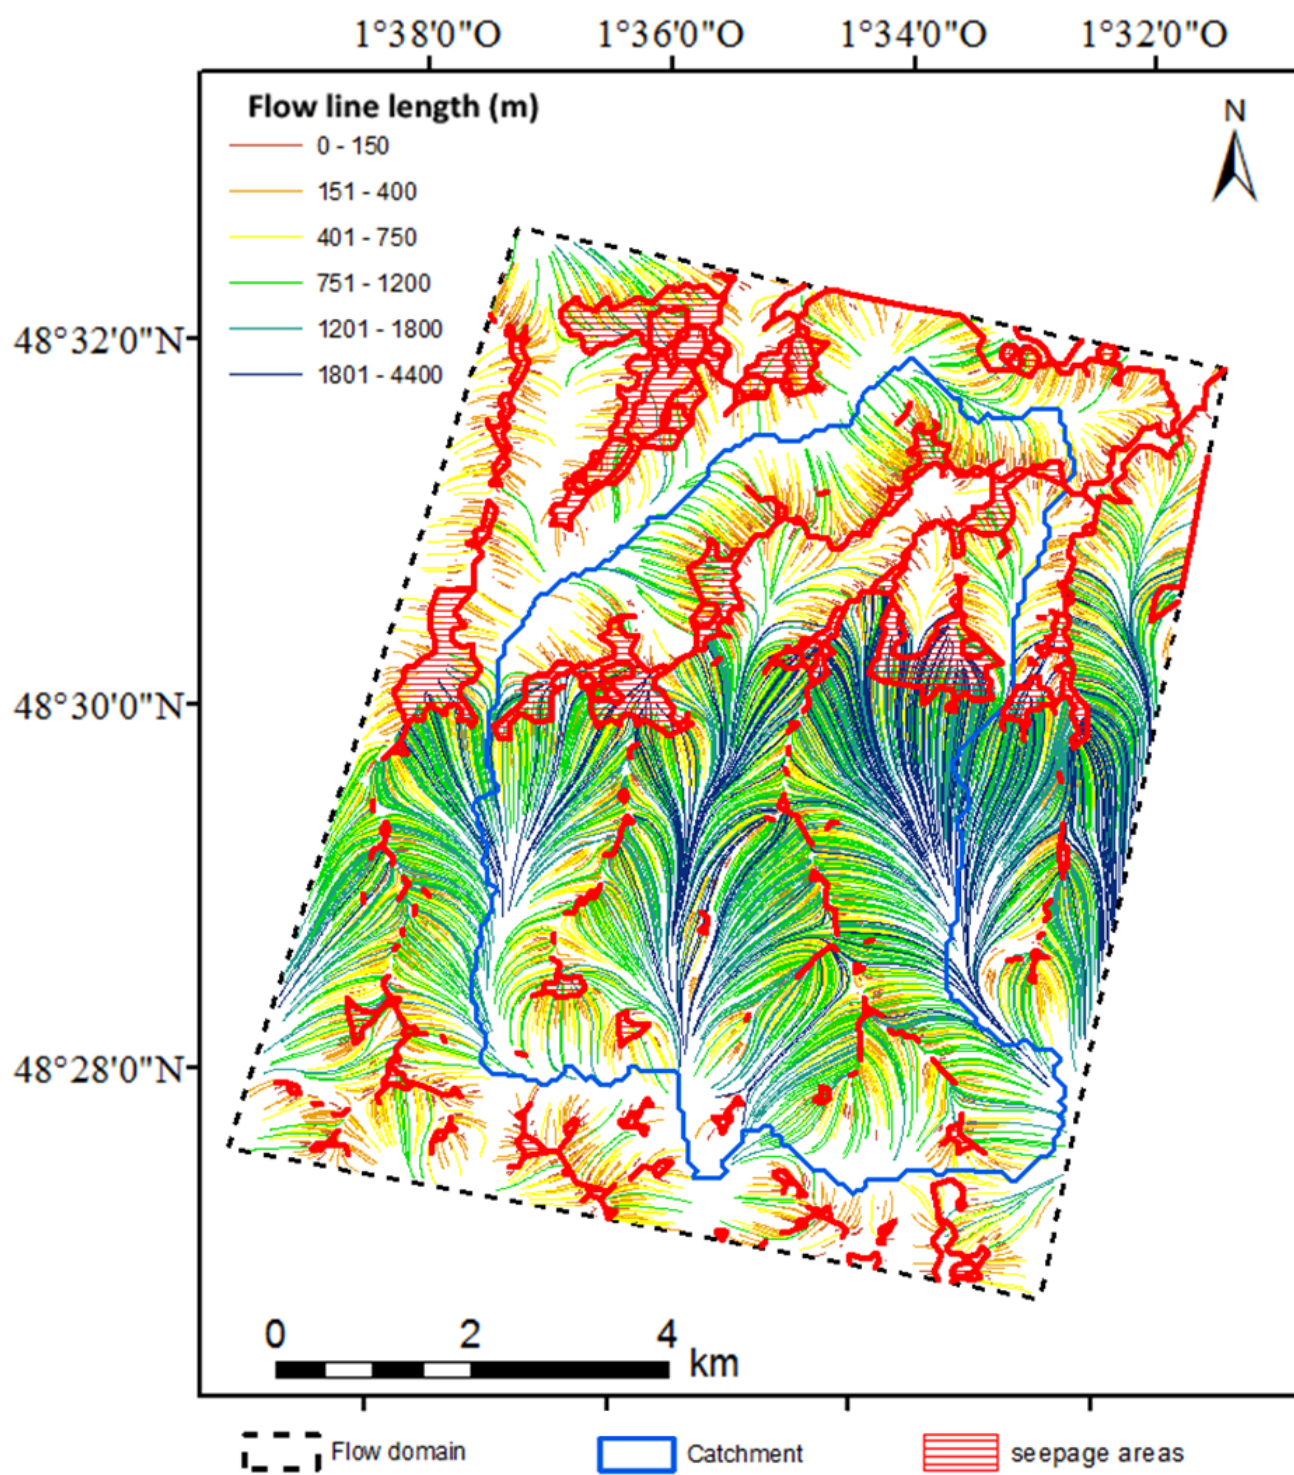 1°38'0"O 1°36'0"O 1°34'0"O 1°32'0"O
Flow line length (m)
0 - 150
151 - 400
401 - 750
751 - 1200
1201 - 1800
1801 - 4400
N
48°32'0"N
48°30'0"N
48°28'0"N
0 2 4
km
Flow domain Catchment seepage areas